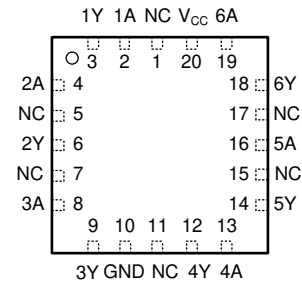 1Y 1A NC VCC 6A
3 2 1 20 19
2A 4 18 6Y
NC 5 17 NC
2Y 6 16 5A
NC 7 15 NC
3A 8 14 5Y
9 10 11 12 13
3Y GND NC 4Y 4A